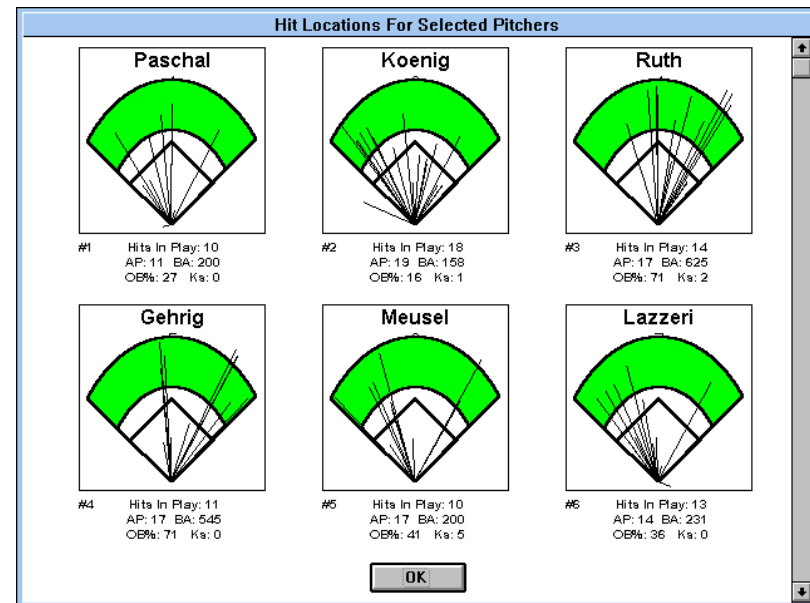 Hit Locations For Selected Pitchers
Paschal
#1 Hits In Play: 10
AP: 11 BA: 200
OB%: 27 Ks: 0
Koenig
#2 Hits In Play: 18
AP: 19 BA: 158
OB%: 16 Ks: 1
Ruth
#3 Hits In Play: 14
AP: 17 BA: 625
OB%: 71 Ks: 2
Gehrig
#4 Hits In Play: 11
AP: 17 BA: 545
OB%: 71 Ks: 0
Meusel
#5 Hits In Play: 10
AP: 17 BA: 200
OB%: 41 Ks: 5
Lazzeri
#6 Hits In Play: 13
AP: 14 BA: 231
OB%: 36 Ks: 0
OK